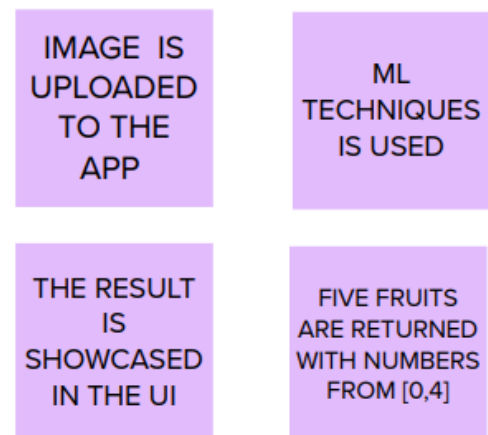 IMAGE IS
UPLOADED
TO THE
APP
ML
TECHNIQUES
IS USED
THE RESULT
IS
SHOWCASED
IN THE UI
FIVE FRUITS
ARE RETURNED
WITH NUMBERS
FROM [0,4]